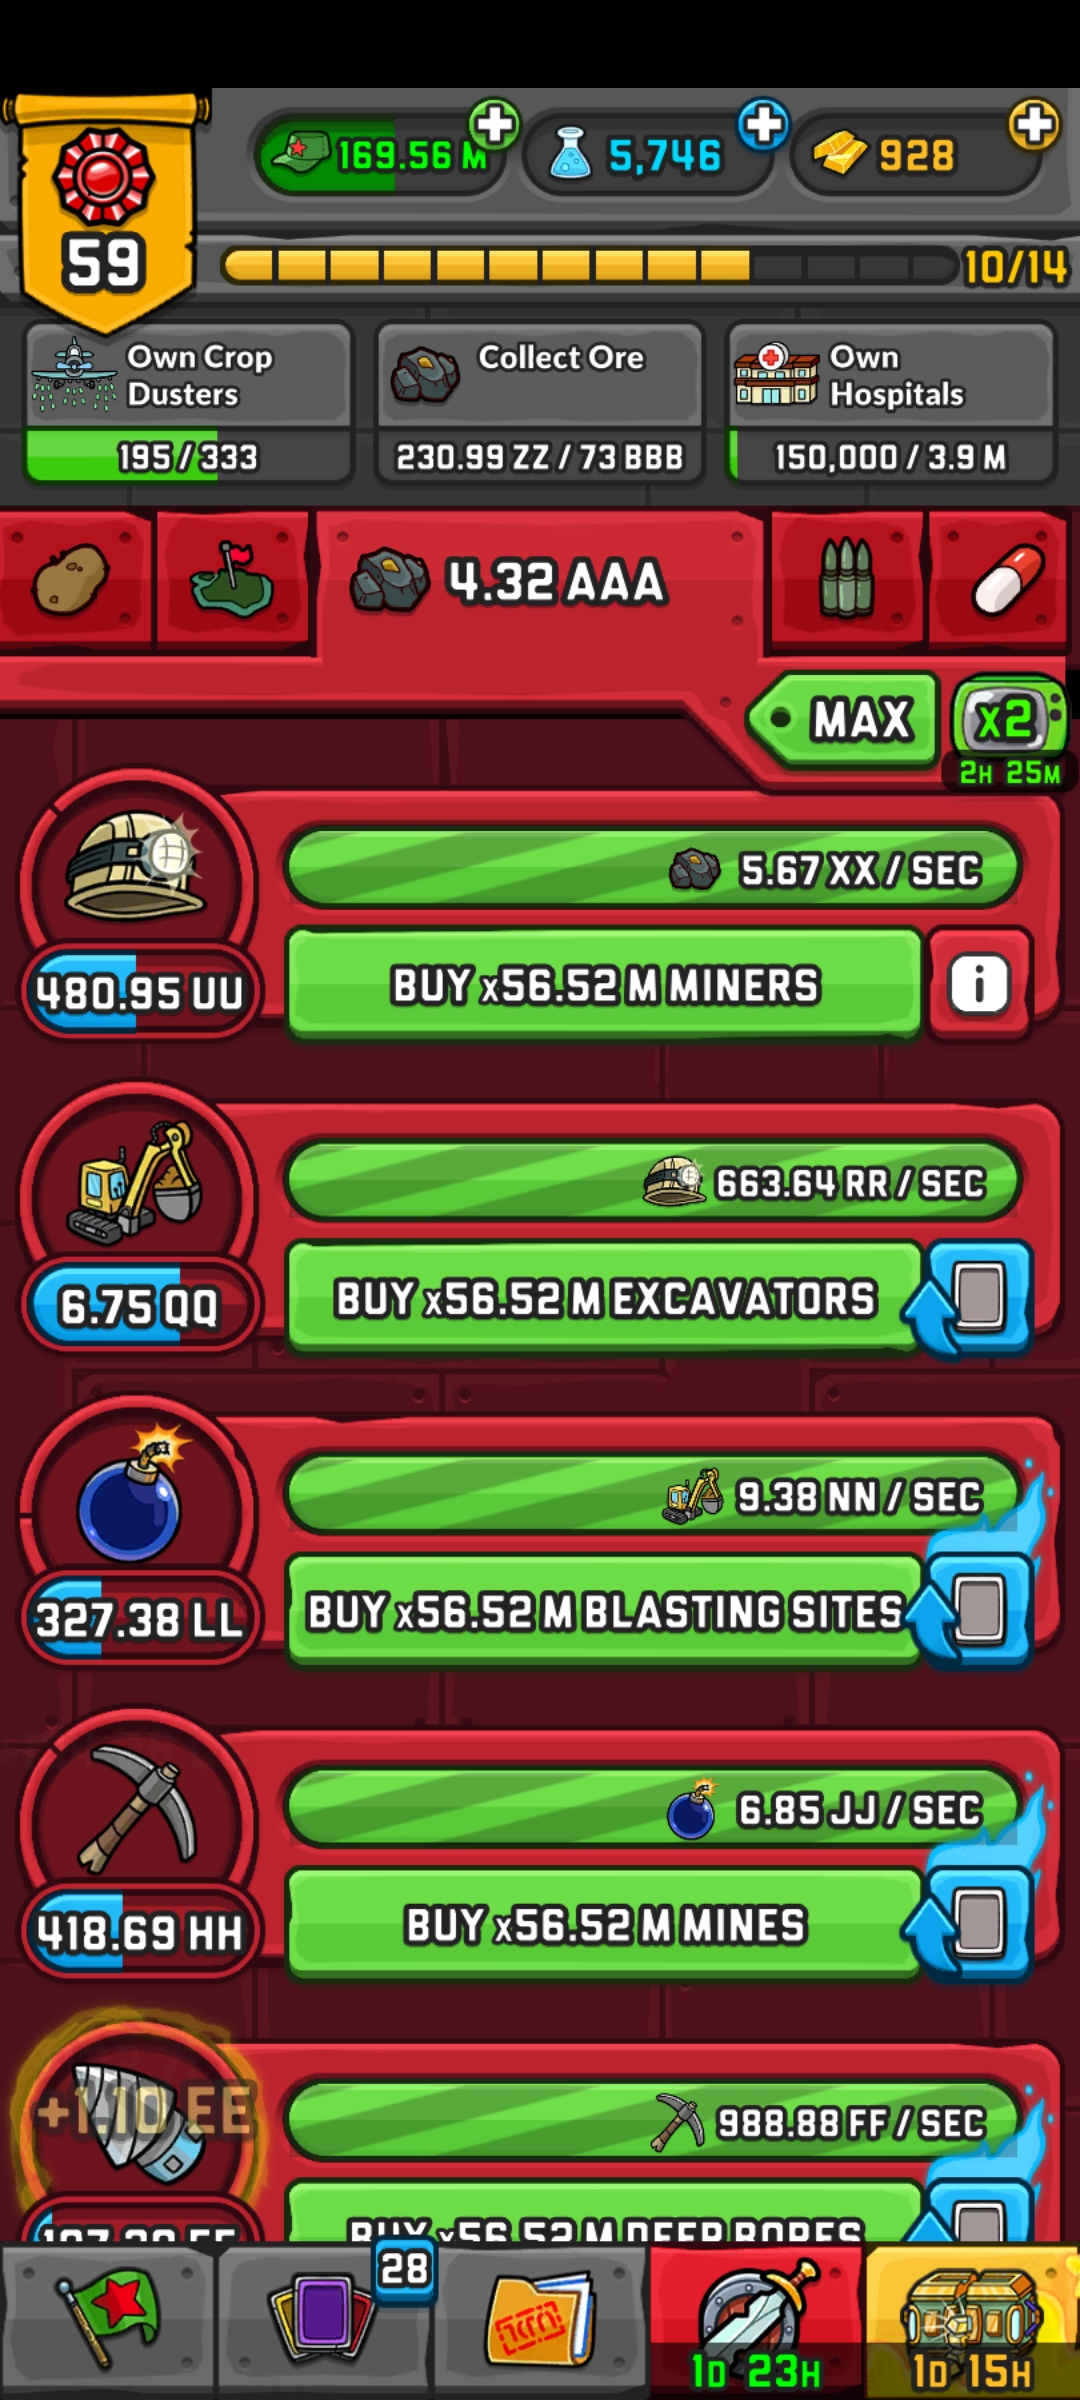 169.56 M
5,746
928
59
10/14
Own Crop
Dusters
195/333
Collect Ore
230.99 ZZ / 73 BBB
Own
Hospitals
150,000 / 3.9 M
4.32 AAA
MAX
x2
2H 25M
5.67 XX / SEC
480.95 UU
BUY x56.52 M MINERS
i
663.64 RR / SEC
6.75 QQ
BUY x56.52 M EXCAVATORS
9.38 NN / SEC
327.38 LL
BUY x56.52 M BLASTING SITES
6.85 JJ / SEC
418.69 HH
BUY x56.52 M MINES
+1.10 EE
988.88 FF / SEC
BUY x56.52 M DEEP BORES
28
1D 23H
1D 15H